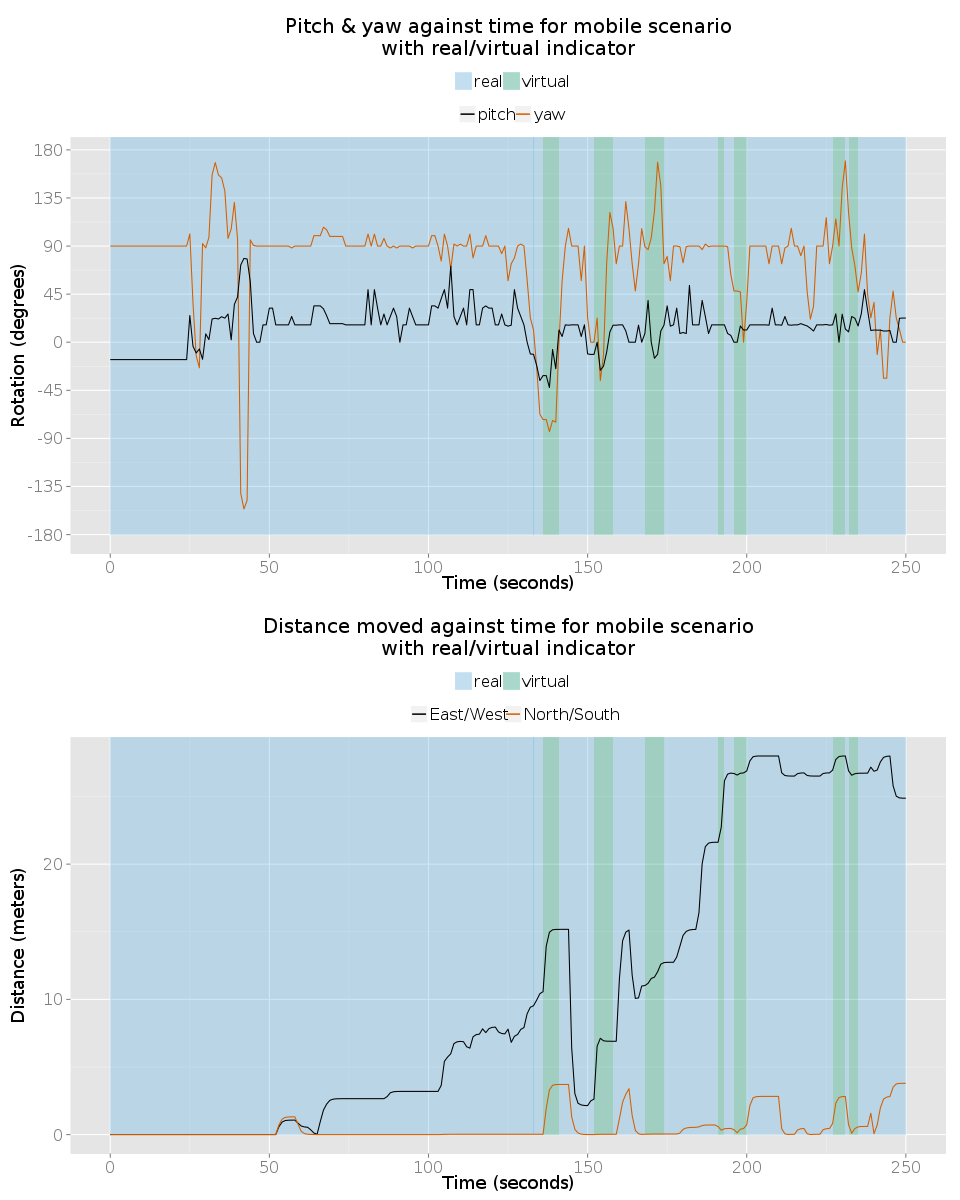 Pitch & yaw against time for mobile scenario
with real/virtual indicator
real virtual
pitch yaw
180
135
90
45
0
-45
-90
-135
-180
Rotation (degrees)
0 50 100 150 200 250
Time (seconds)
Distance moved against time for mobile scenario
with real/virtual indicator
real virtual
East/West North/South
20
10
0
Distance (meters)
0 50 100 150 200 250
Time (seconds)